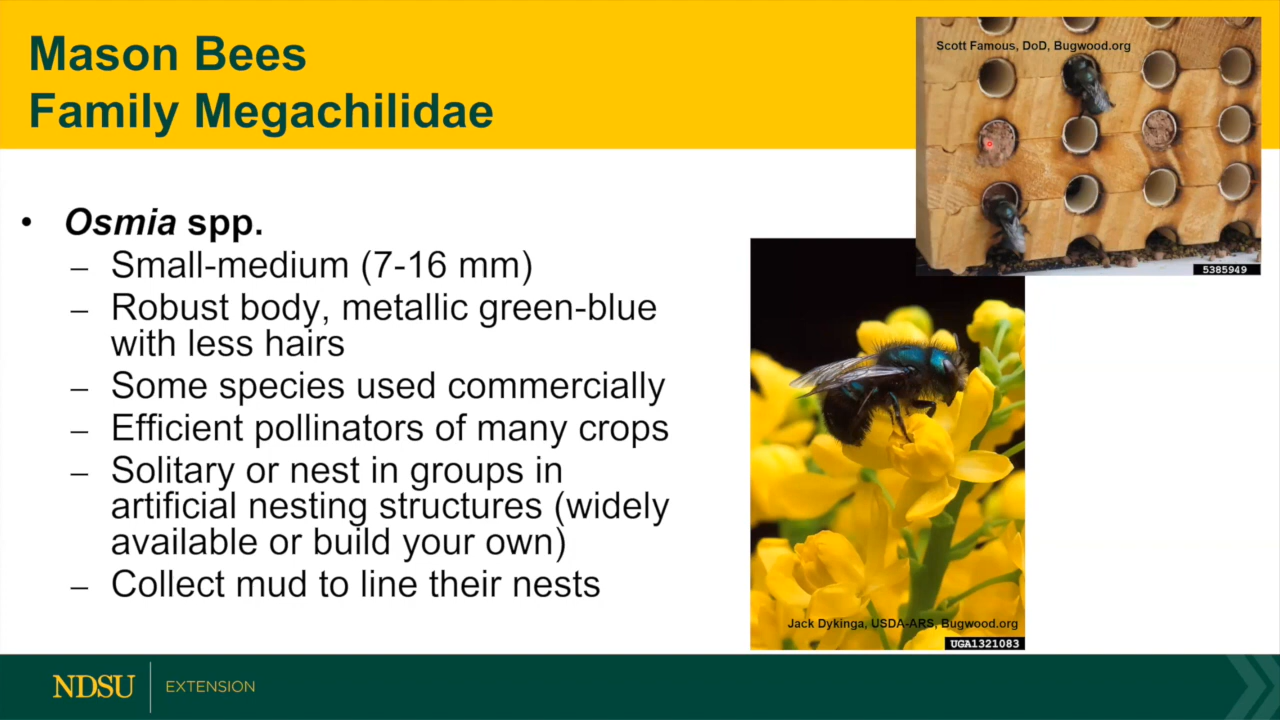 Mason Bees
Family Megachilidae
Scott Famous, DoD, Bugwood.org
5385949
• Osmia spp.
– Small-medium (7-16 mm)
– Robust body, metallic green-blue
with less hairs
– Some species used commercially
– Efficient pollinators of many crops
– Solitary or nest in groups in
artificial nesting structures (widely
available or build your own)
– Collect mud to line their nests
Jack Dykinga, USDA-ARS, Bugwood.org
UGA1321083
NDSU EXTENSION